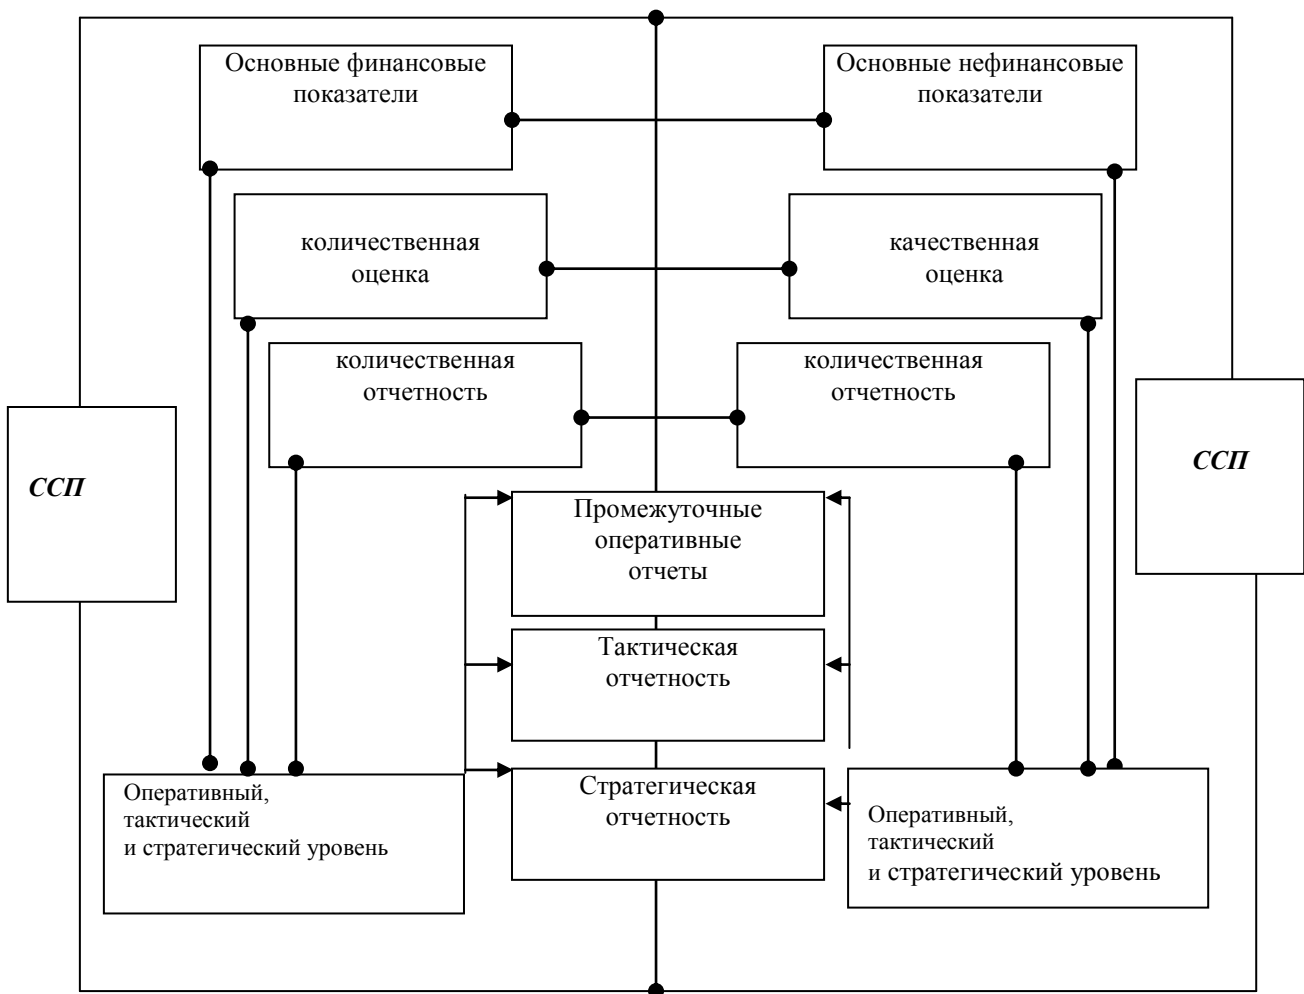 Основные финансовые
показатели
Основные нефинансовые
показатели
количественная
оценка
качественная
оценка
количественная
отчетность
количественная
отчетность
ССП
ССП
Промежуточные
оперативные
отчеты
Тактическая
отчетность
Стратегическая
отчетность
Оперативный,
тактический
и стратегический уровень
Оперативный,
тактический
и стратегический уровень